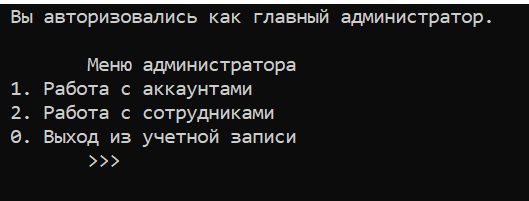 Вы авторизовались как главный администратор.
Меню администратора
1. Работа с аккаунтами
2. Работа с сотрудниками
0. Выход из учетной записи
>>>